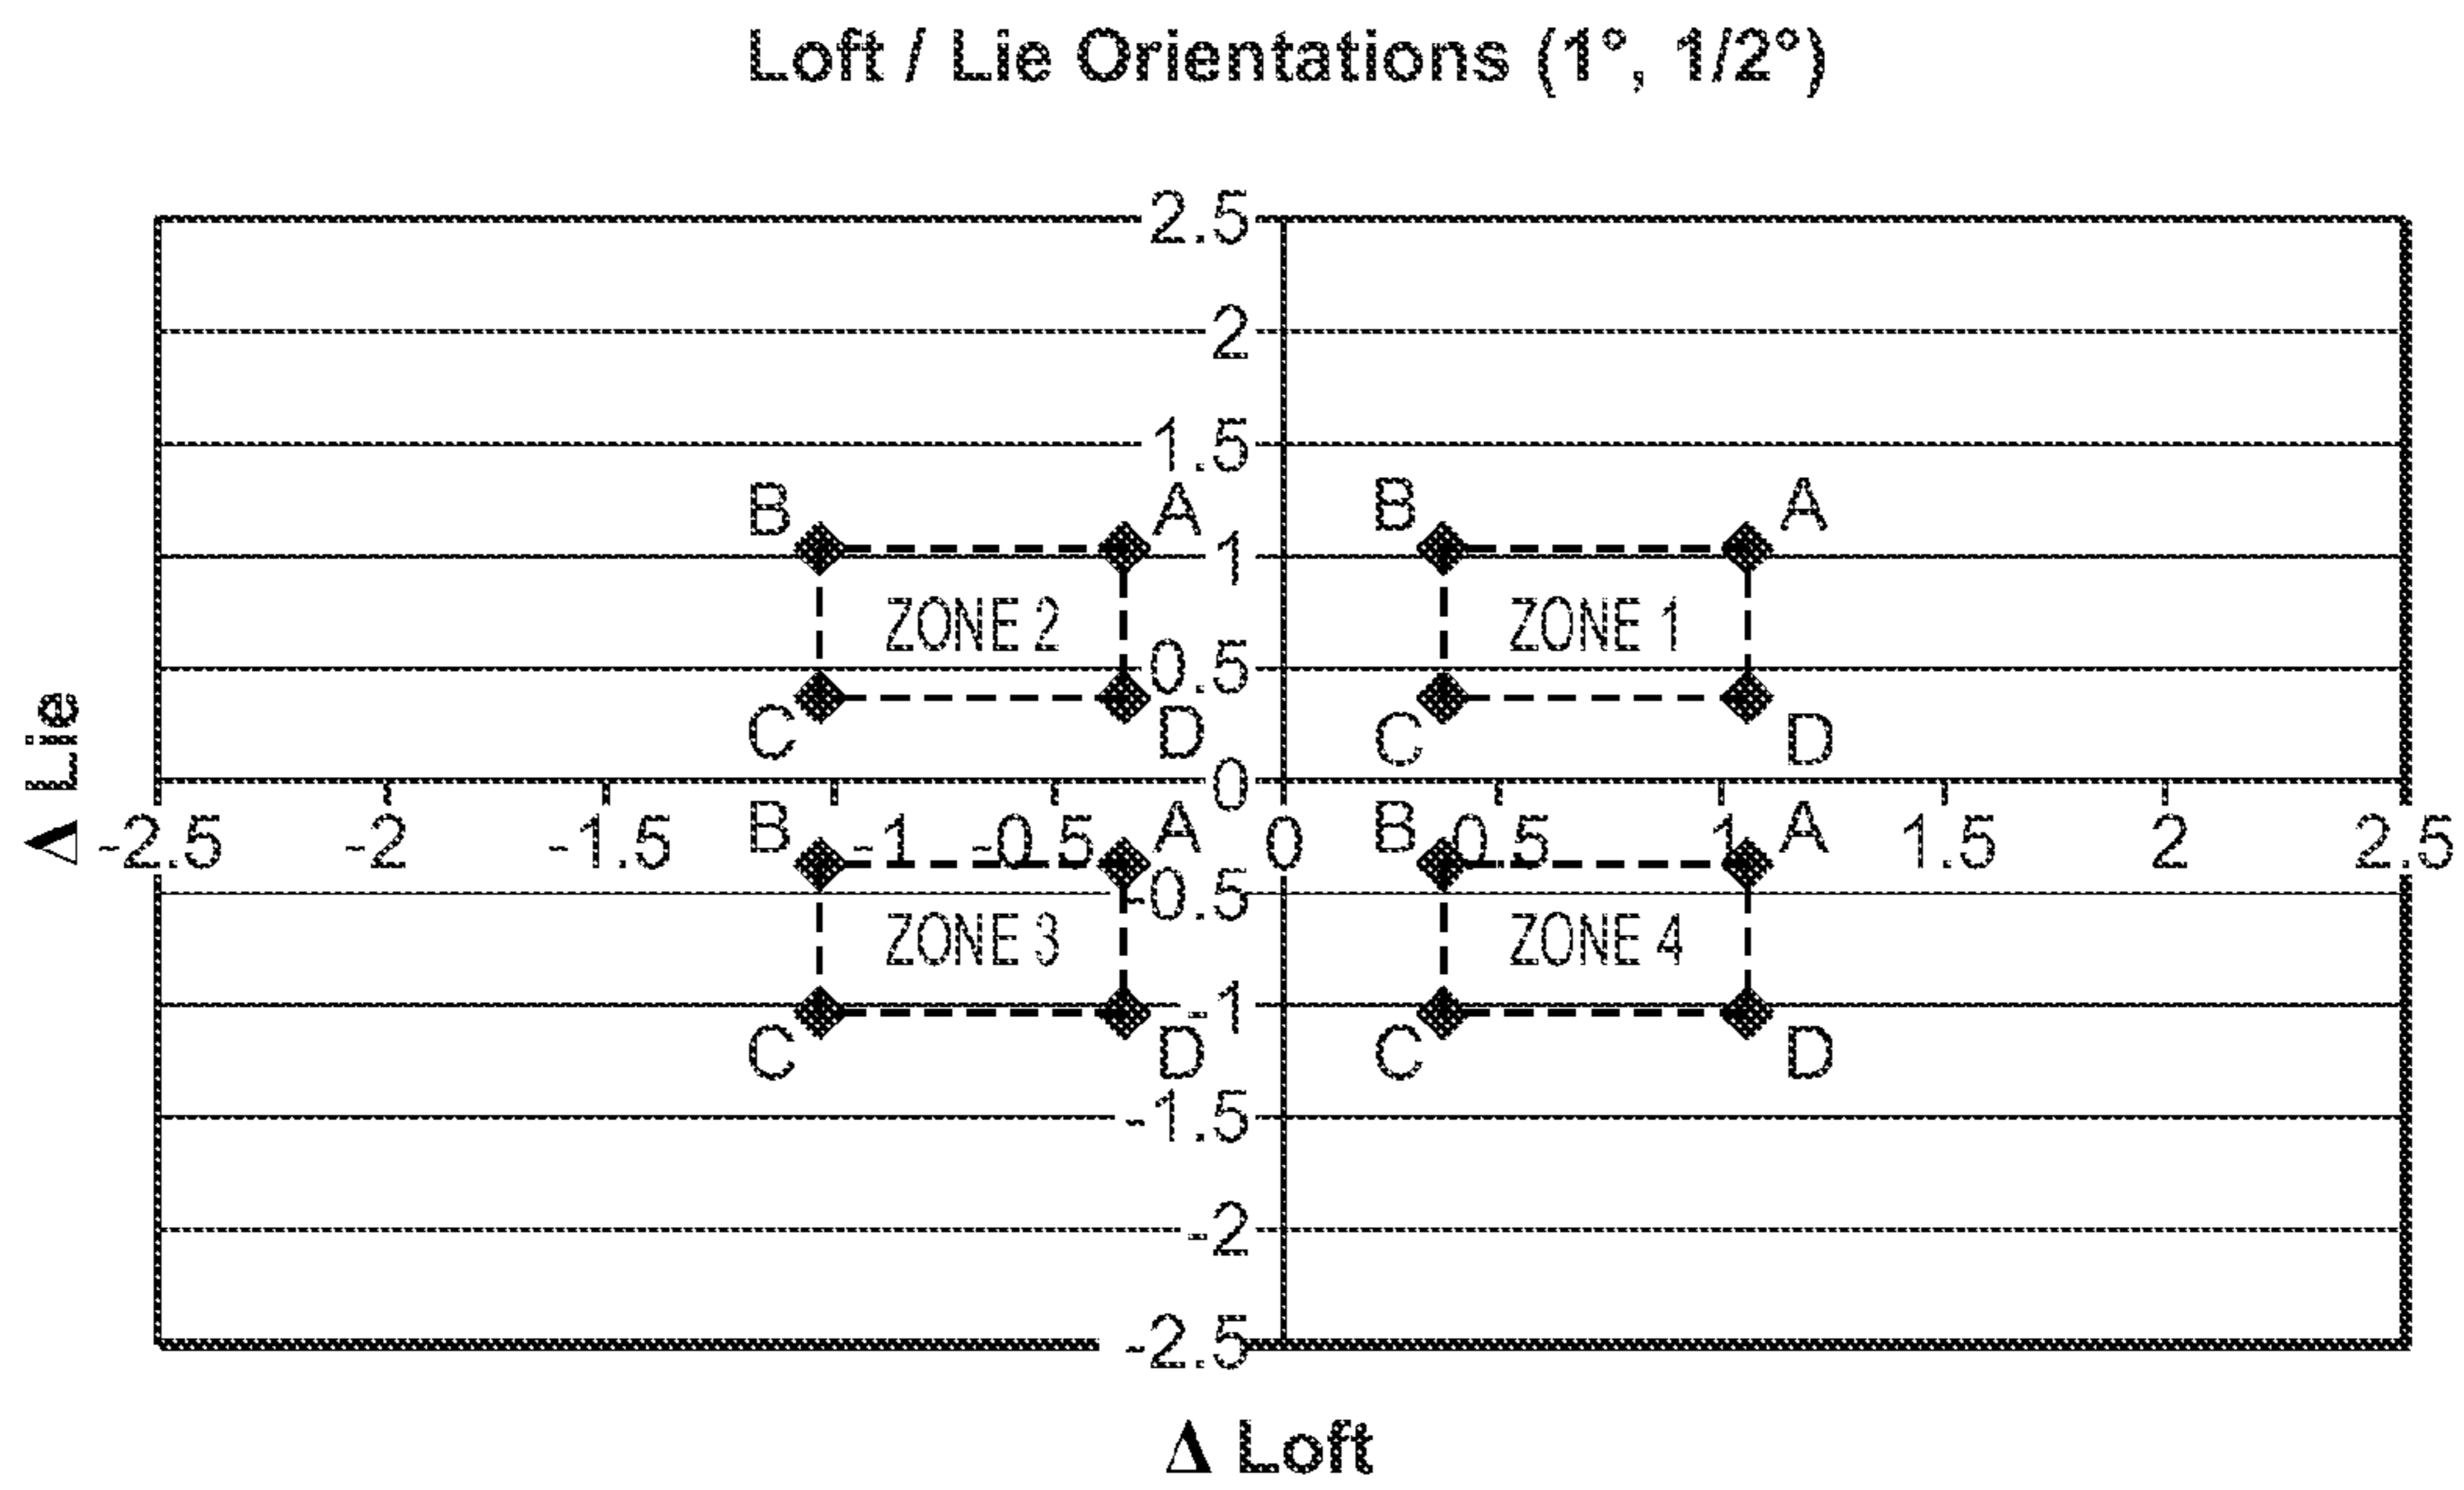 Loft / Lie Orientations (1°, 1/2°)
2.5
2
1.5
B A B A
1
ZONE 2 ZONE 1
0.5
C D C D
Δ Lie
0
B A B A
-2.5 -2 -1.5 -1 -0.5 0 0.5 1 1.5 2 2.5
-0.5
ZONE 3 ZONE 4
-1
C D C D
-1.5
-2
-2.5
Δ Loft